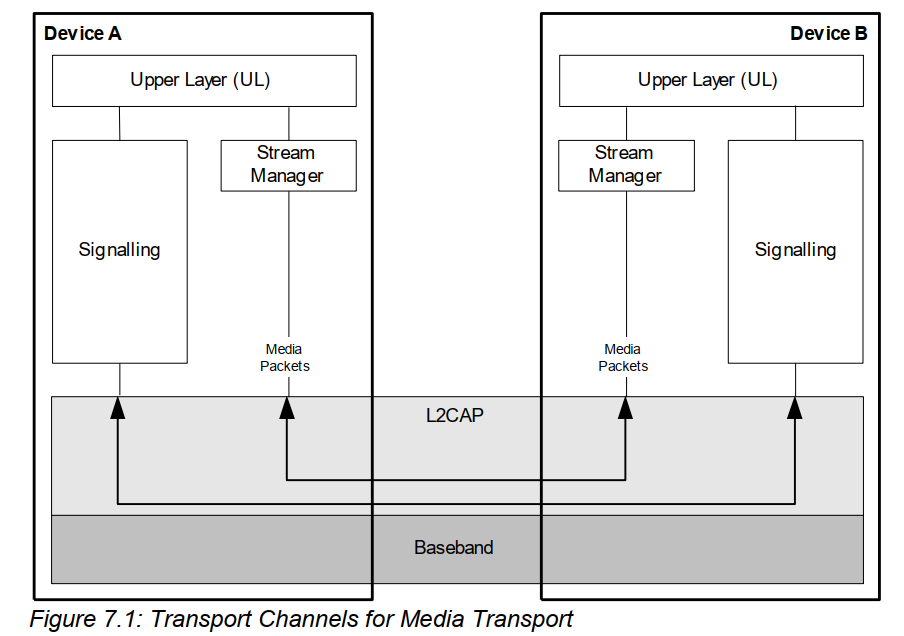 Device A
Device B
Upper Layer (UL)
Upper Layer (UL)
Stream
Manager
Stream
Manager
Signalling
Signalling
Media
Packets
Media
Packets
L2CAP
Baseband
Figure 7.1: Transport Channels for Media Transport